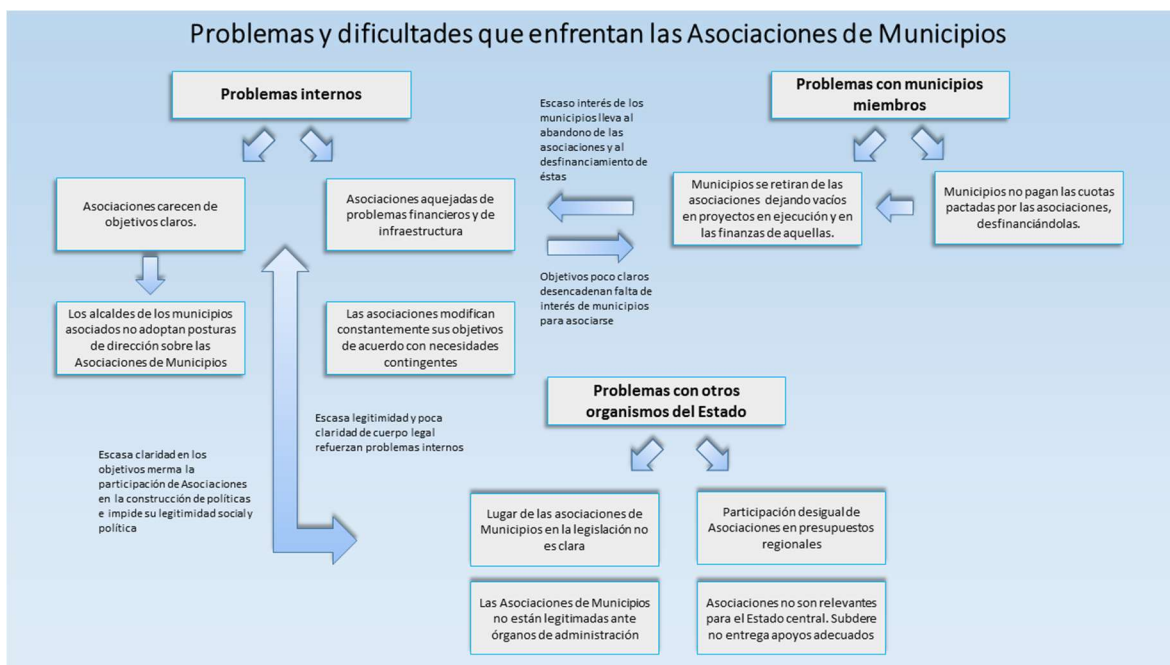 Problemas y dificultades que enfrentan las Asociaciones de Municipios
Problemas internos
Asociaciones carecen de
objetivos claros.
Asociaciones aquejadas de
problemas financieros y de
infraestructura
Los alcaldes de los municipios
asociados no adoptan posturas
de dirección sobre las
Asociaciones de Municipios
Las asociaciones modifican
constantemente sus objetivos
de acuerdo con necesidades
contingentes
Escaso interés de los
municipios lleva al
abandono de las
asociaciones y al
desfinanciamiento de
éstas
Objetivos poco claros
desencadenan falta de
interés de municipios
para asociarse
Problemas con municipios
miembros
Municipios se retiran de las
asociaciones dejando vacíos
en proyectos en ejecución y en
las finanzas de aquellas.
Municipios no pagan las cuotas
pactadas por las asociaciones,
desfinanciándolas.
Escasa claridad en los
objetivos merma la
participación de Asociaciones
en la construcción de políticas
e impide su legitimidad social y
política
Escasa legitimidad y poca
claridad de cuerpo legal
refuerzan problemas internos
Problemas con otros
organismos del Estado
Lugar de las asociaciones de
Municipios en la legislación no
es clara
Participación desigual de
Asociaciones en presupuestos
regionales
Las Asociaciones de Municipios
no están legitimadas ante
órganos de administración
Asociaciones no son relevantes
para el Estado central. Subdere
no entrega apoyos adecuados